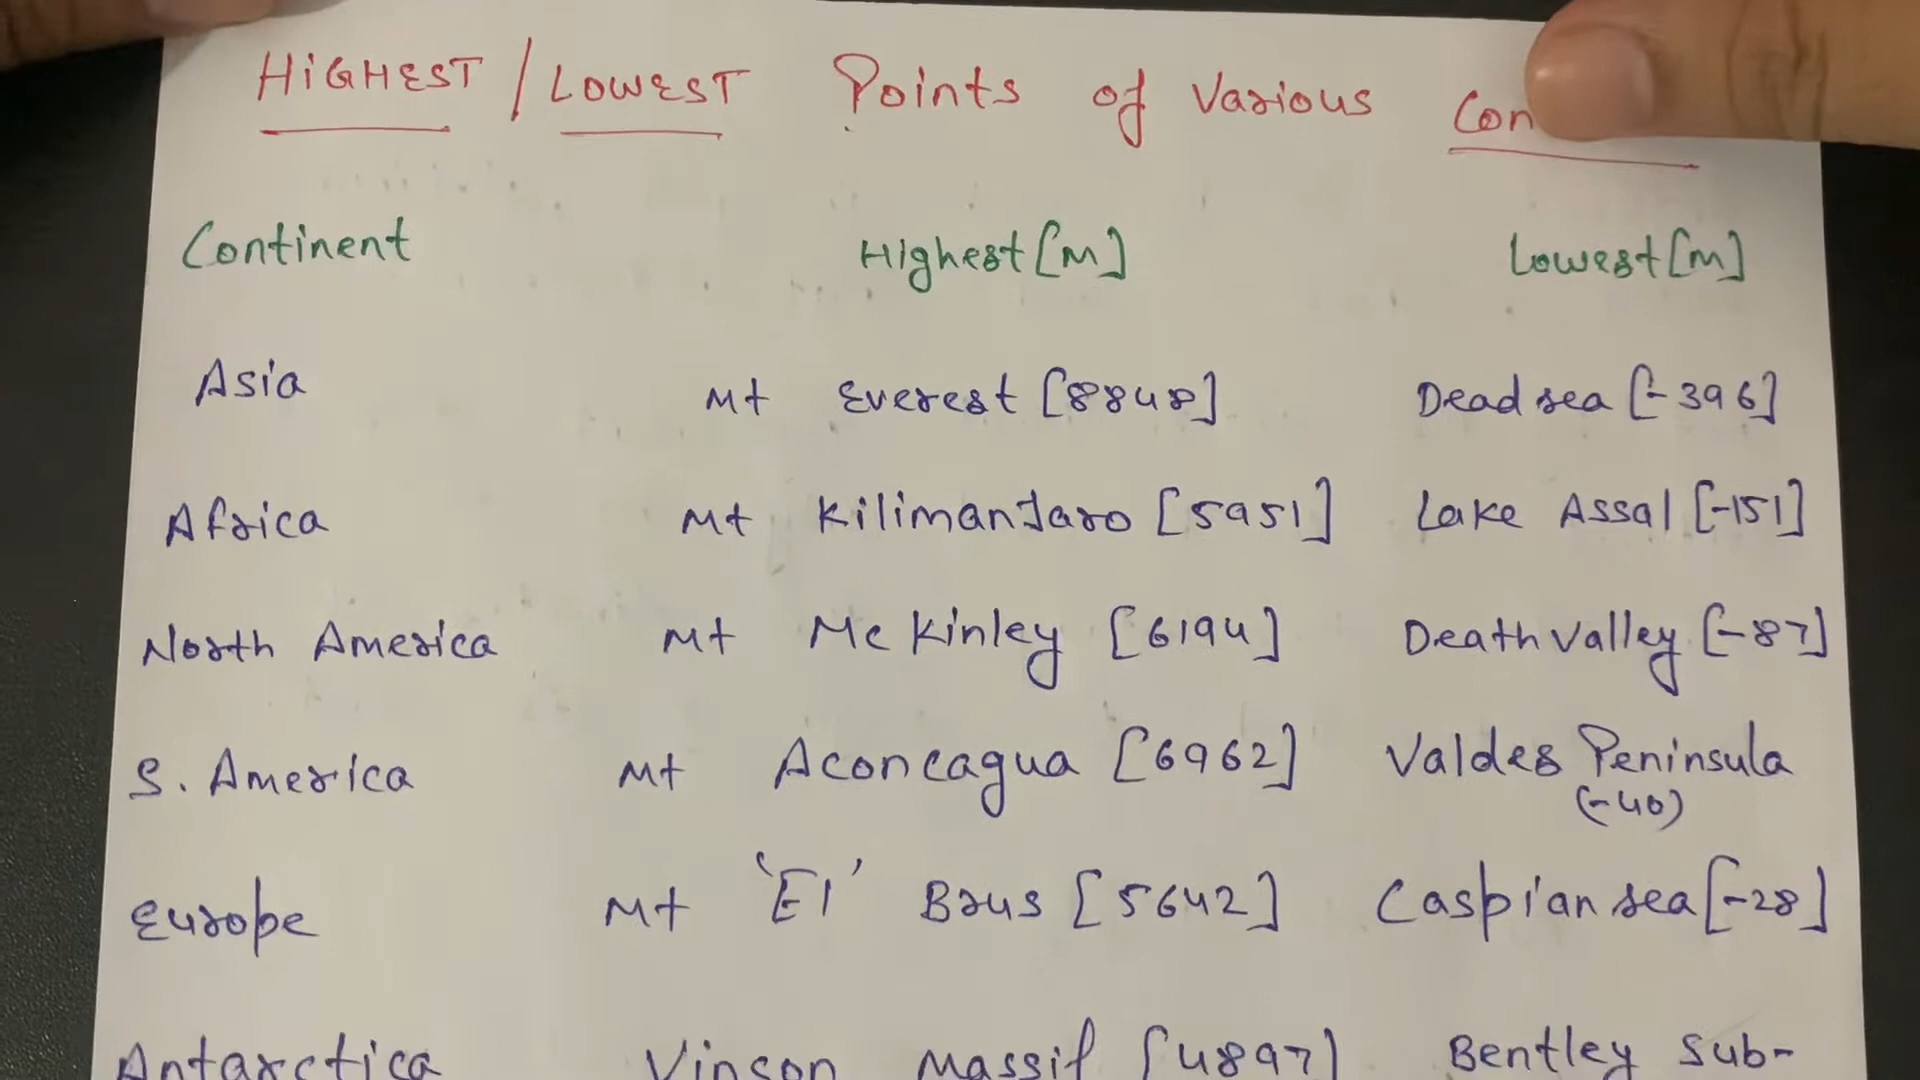 HiGHEST / LOWEST Points of Various Con
Continent Highest [M] Lowest [M]
Asia Mt Everest [8848] Dead sea [-396]
Africa Mt KilimanJaro [5951] Lake Assal [-151]
North America Mt Mc Kinley [6194] Death valley [-87]
S. America Mt Aconcagua [6962] Valdes Peninsula
(-40)
Europe Mt 'El' Brus [5642] Caspian sea [-28]
Antarctica Vinson Massif [4897] Bentley Sub-